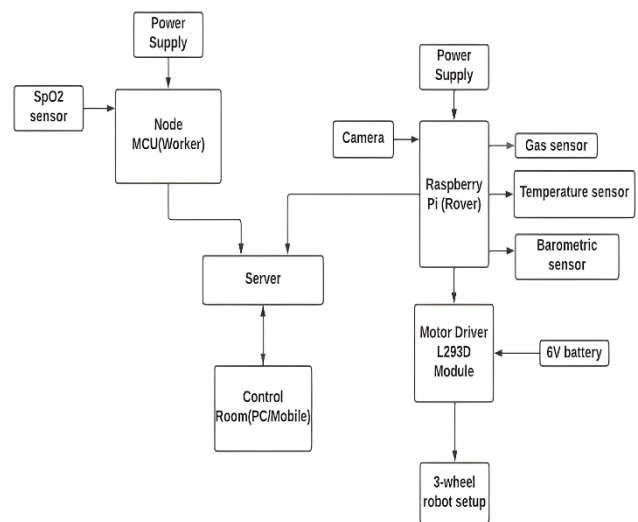 Power
Supply
SpO2
sensor
Node
MCU(Worker)
Power
Supply
Camera
Raspberry
Pi (Rover)
Gas sensor
Temperature sensor
Barometric
sensor
Server
Motor Driver
L293D
Module
6V battery
Control
Room(PC/Mobile)
3-wheel
robot setup